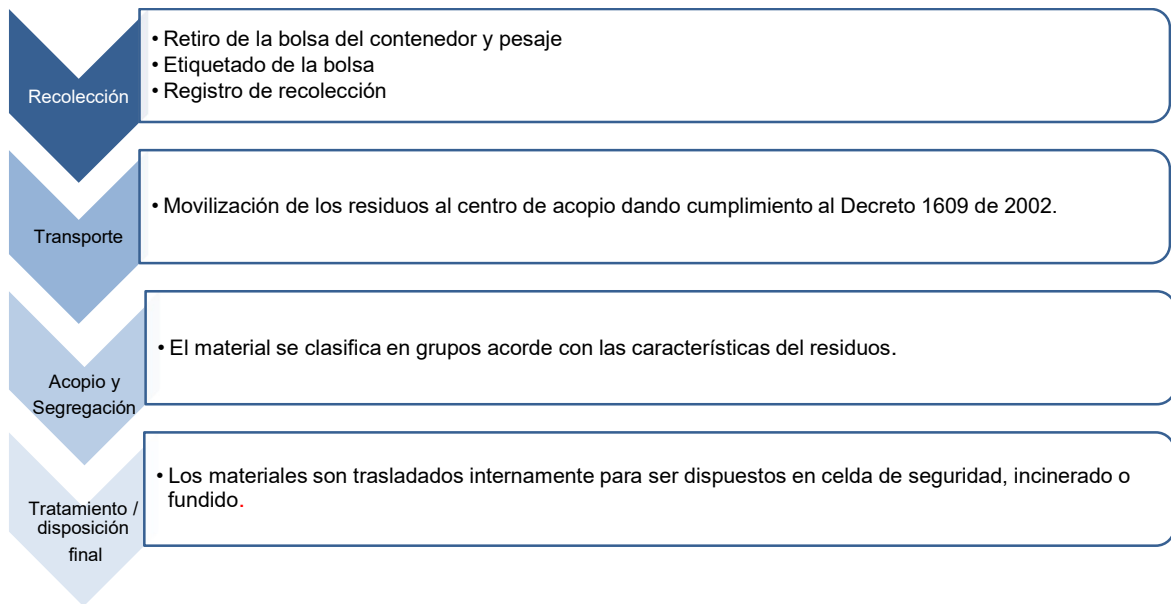 • Retiro de la bolsa del contenedor y pesaje
• Etiquetado de la bolsa
• Registro de recolección
Recolección
• Movilización de los residuos al centro de acopio dando cumplimiento al Decreto 1609 de 2002.
Transporte
• El material se clasifica en grupos acorde con las características del residuos.
Acopio y
Segregación
• Los materiales son trasladados internamente para ser dispuestos en celda de seguridad, incinerado o
fundido.
Tratamiento /
disposición
final